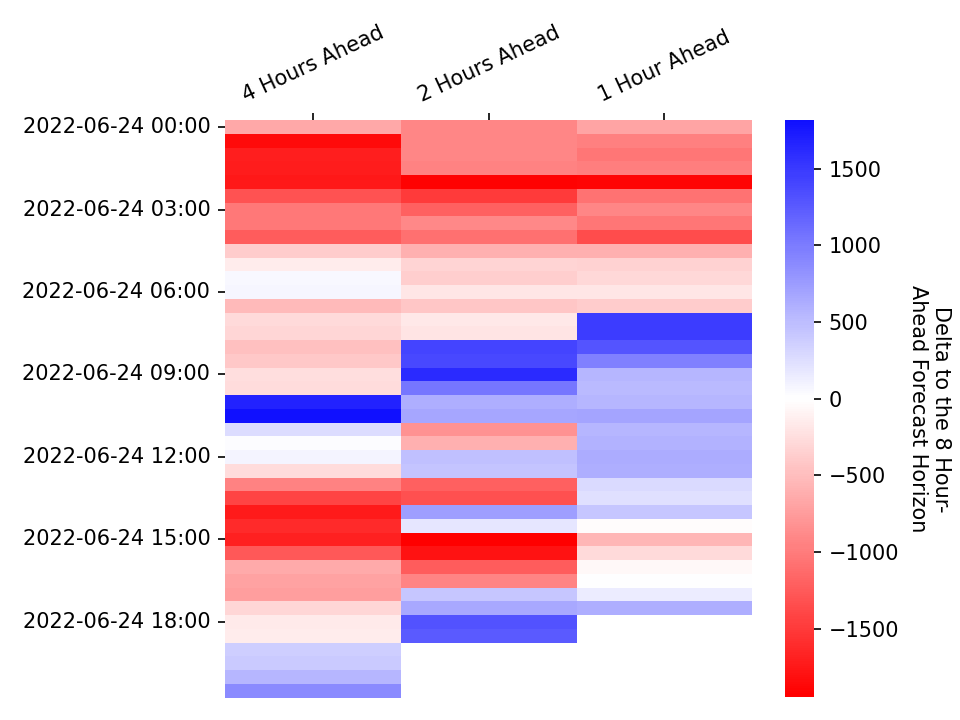 4 Hours Ahead
2 Hours Ahead
1 Hour Ahead
2022-06-24 00:00
2022-06-24 03:00
2022-06-24 06:00
2022-06-24 09:00
2022-06-24 12:00
2022-06-24 15:00
2022-06-24 18:00
1500
1000
500
0
−500
−1000
−1500
Delta to the 8 Hour-
Ahead Forecast Horizon